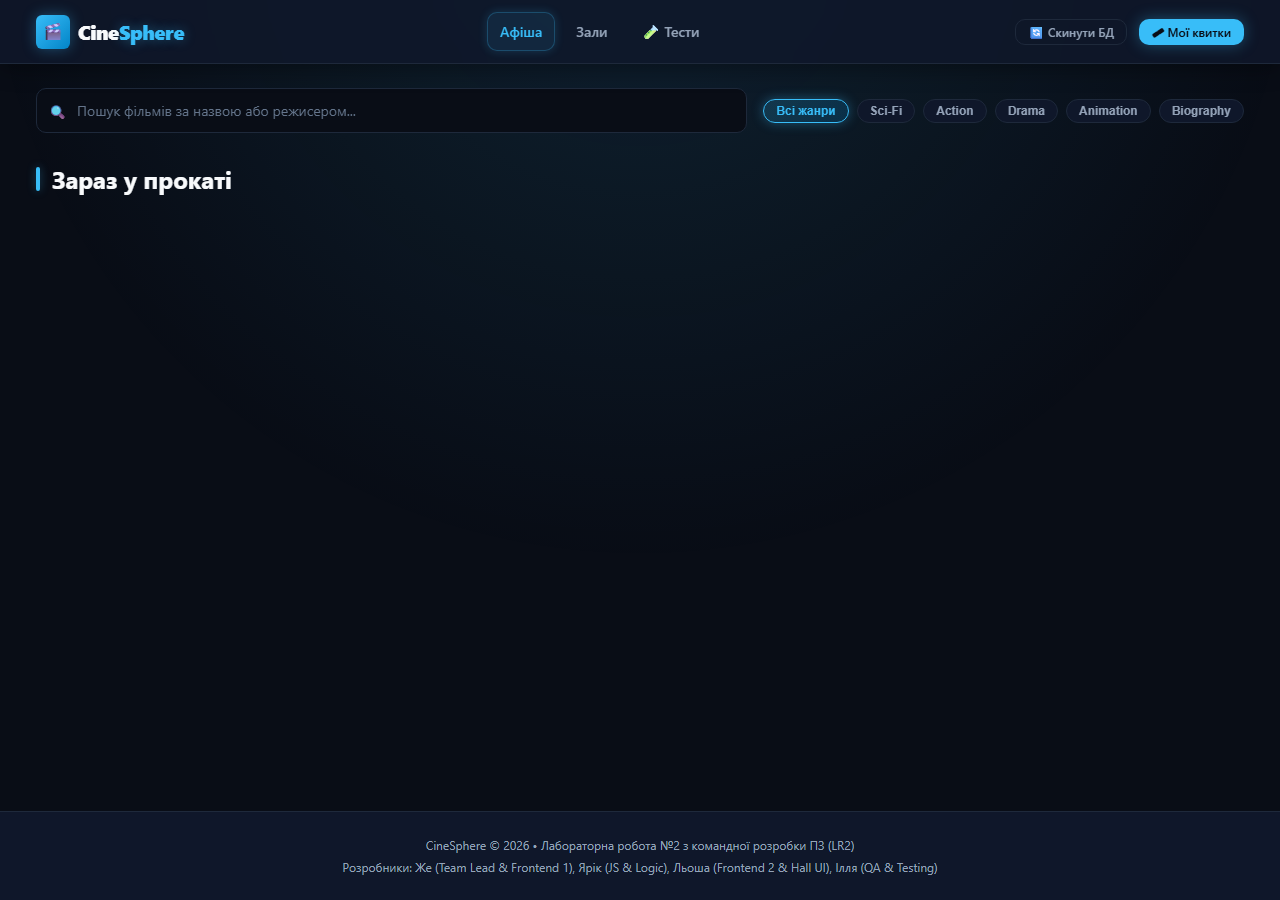 CineSphere
Афіша
Зали
Тести
Скинути БД
Мої квитки
Пошук фільмів за назвою або режисером...
Всі жанри
Sci-Fi
Action
Drama
Animation
Biography
Зараз у прокаті
CineSphere © 2026 • Лабораторна робота №2 з командної розробки ПЗ (LR2)
Розробники: Же (Team Lead & Frontend 1), Ярік (JS & Logic), Льоша (Frontend 2 & Hall UI), Ілля (QA & Testing)